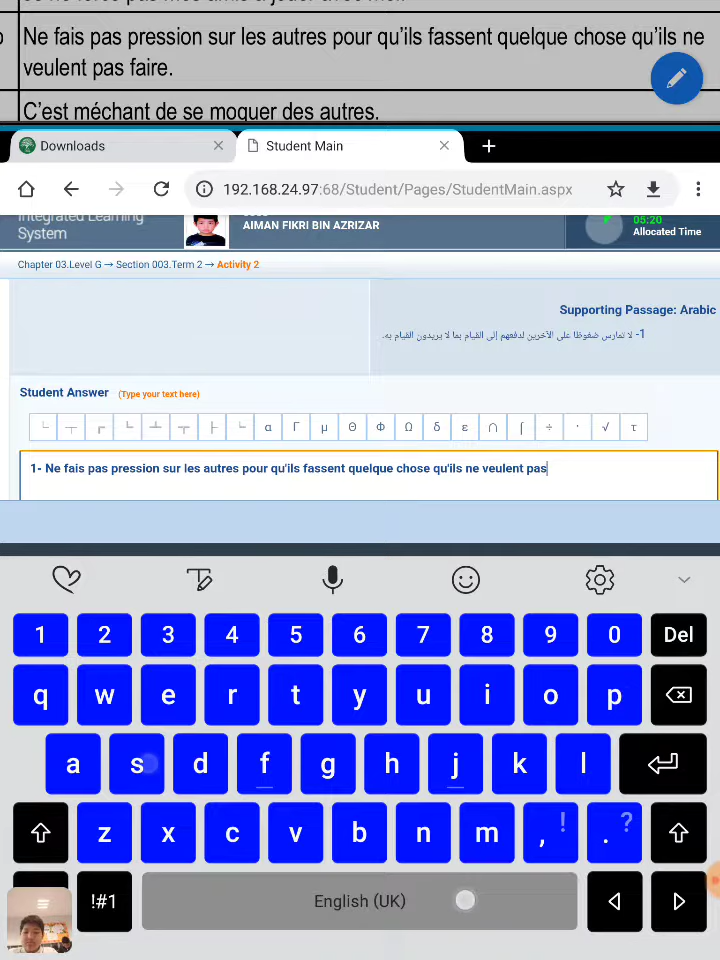 Ne fais pas pression sur les autres pour qu'ils fassent quelque chose qu'ils ne
veulent pas faire.
C'est méchant de se moquer des autres.
Downloads
Student Main
192.168.24.97:68/Student/Pages/StudentMain.aspx
Integrated Learning
System
AIMAN FIKRI BIN AZRIZAR
05:20
Allocated Time
Chapter 03.Level G → Section 003.Term 2 → Activity 2
Supporting Passage: Arabic
1- لا تمارس ضغوطا على الآخرين لدفعهم إلى القيام بما لا يريدون القيام به.
Student Answer (Type your text here)
α Γ μ Θ Φ Ω δ ε ∩ ∫ ÷ · √ τ
1- Ne fais pas pression sur les autres pour qu'ils fassent quelque chose qu'ils ne veulent pas
1 2 3 4 5 6 7 8 9 0 Del
q w e r t y u i o p
a s d f g h j k l
z x c v b n m , ! . ?
!#1 English (UK)